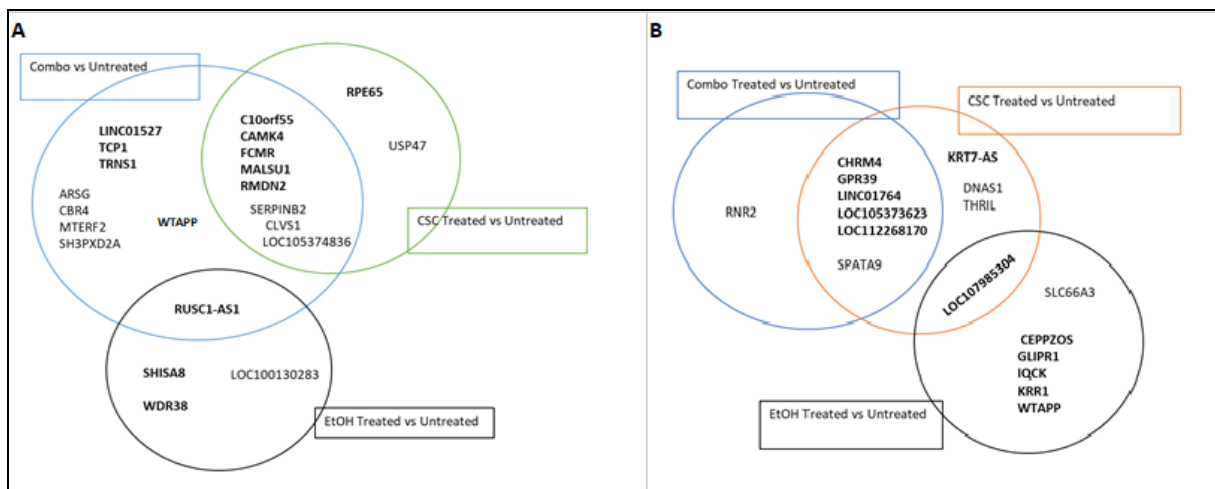 A
Combo vs Untreated
RPE65
C10orf55
CAMK4
FCMR
MALSU1
RMDN2
USP47
LINC01527
TCP1
TRNS1
ARSG
CBR4
MTERF2
SH3PXD2A
WTAPP
SERPINB2
CLVS1
LOC105374836
CSC Treated vs Untreated
RUSC1-AS1
SHISA8
LOC100130283
WDR38
EtOH Treated vs Untreated
B
Combo Treated vs Untreated
CSC Treated vs Untreated
CHRM4
GPR39
LINC01764
LOC105373623
LOC112268170
KRT7-AS
DNAS1
THRIL
RNR2
SPATA9
LOC107985304
SLC66A3
CEPPZOS
GLIPR1
IQCK
KRR1
WTAPP
EtOH Treated vs Untreated